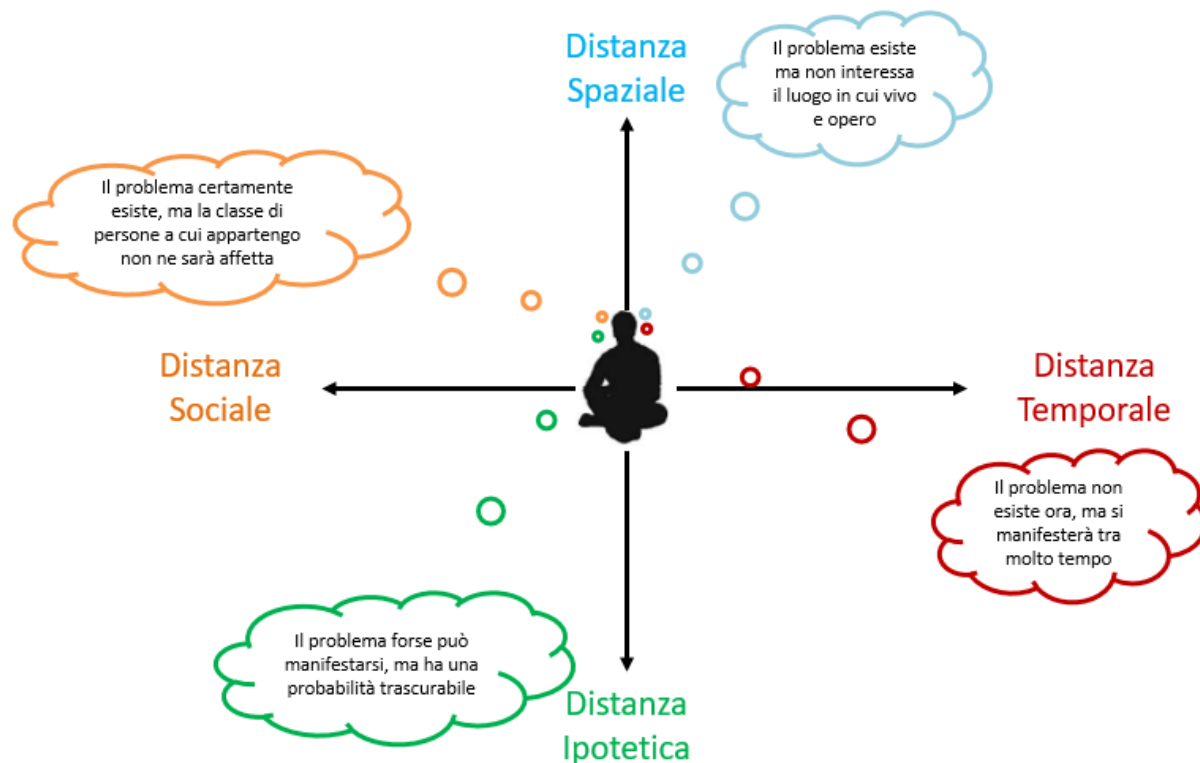 Distanza
Spaziale
Il problema esiste
ma non interessa
il luogo in cui vivo
e opero
Il problema certamente
esiste, ma la classe di
persone a cui appartengo
non ne sarà affetta
Distanza
Sociale
Distanza
Temporale
Il problema non
esiste ora, ma si
manifesterà tra
molto tempo
Il problema forse può
manifestarsi, ma ha una
probabilità trascurabile
Distanza
Ipotetica